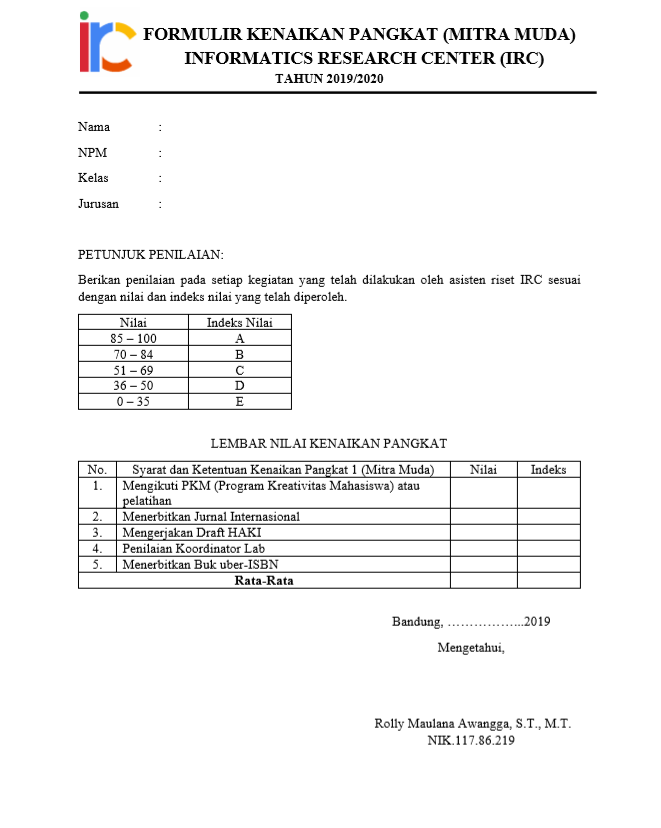 irc
FORMULIR KENAIKAN PANGKAT (MITRA MUDA)
INFORMATICS RESEARCH CENTER (IRC)
TAHUN 2019/2020
Nama :
NPM :
Kelas :
Jurusan :
PETUNJUK PENILAIAN:
Berikan penilaian pada setiap kegiatan yang telah dilakukan oleh asisten riset IRC sesuai
dengan nilai dan indeks nilai yang telah diperoleh.
Nilai Indeks Nilai
85 – 100 A
70 – 84 B
51 – 69 C
36 – 50 D
0 – 35 E
LEMBAR NILAI KENAIKAN PANGKAT
No. Syarat dan Ketentuan Kenaikan Pangkat 1 (Mitra Muda) Nilai Indeks
1. Mengikuti PKM (Program Kreativitas Mahasiswa) atau
pelatihan
2. Menerbitkan Jurnal Internasional
3. Mengerjakan Draft HAKI
4. Penilaian Koordinator Lab
5. Menerbitkan Buk uber-ISBN
Rata-Rata
Bandung, ……………..2019
Mengetahui,
Rolly Maulana Awangga, S.T., M.T.
NIK.117.86.219